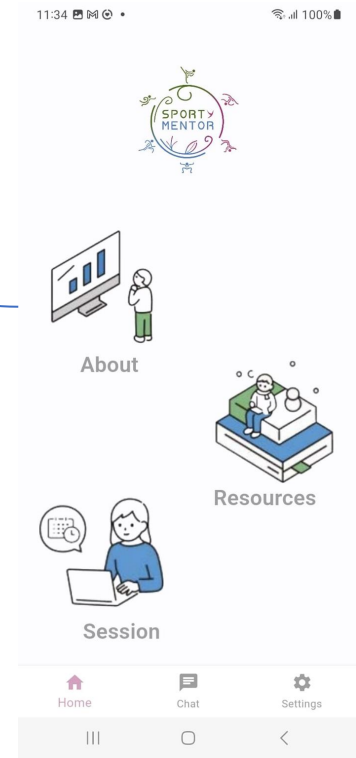 11:34
100%
SPORTY
MENTOR
About
Resources
Session
Home
Chat
Settings